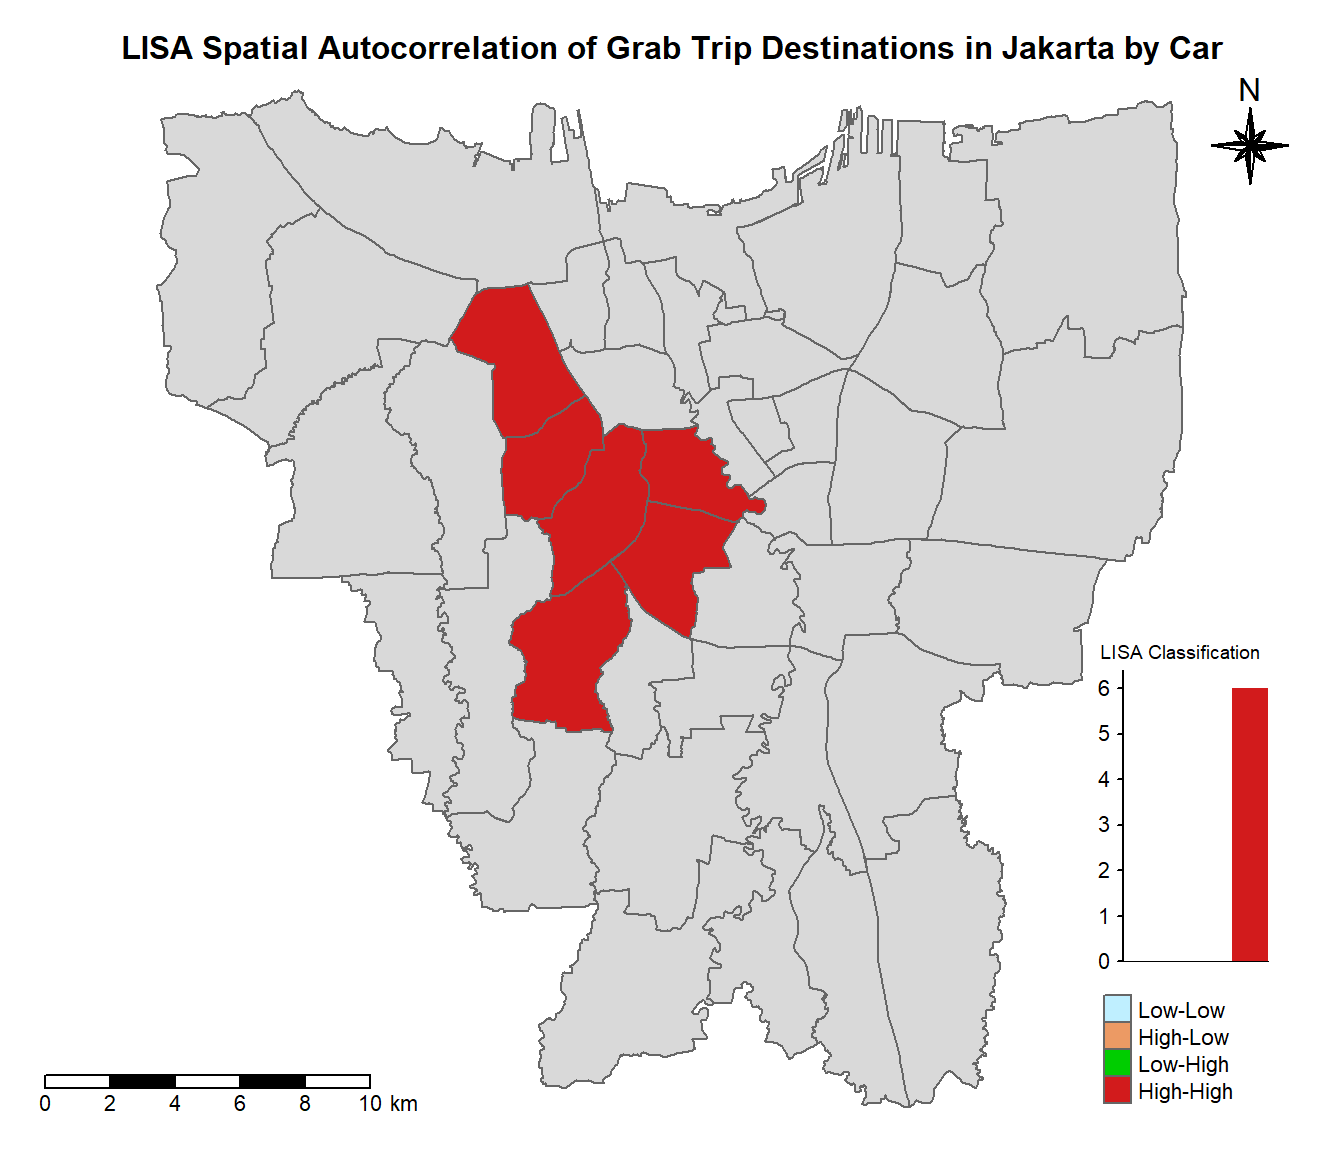 LISA Spatial Autocorrelation of Grab Trip Destinations in Jakarta by Car
N
LISA Classification
6
5
4
3
2
1
0
Low-Low
High-Low
Low-High
High-High
0 2 4 6 8 10 km